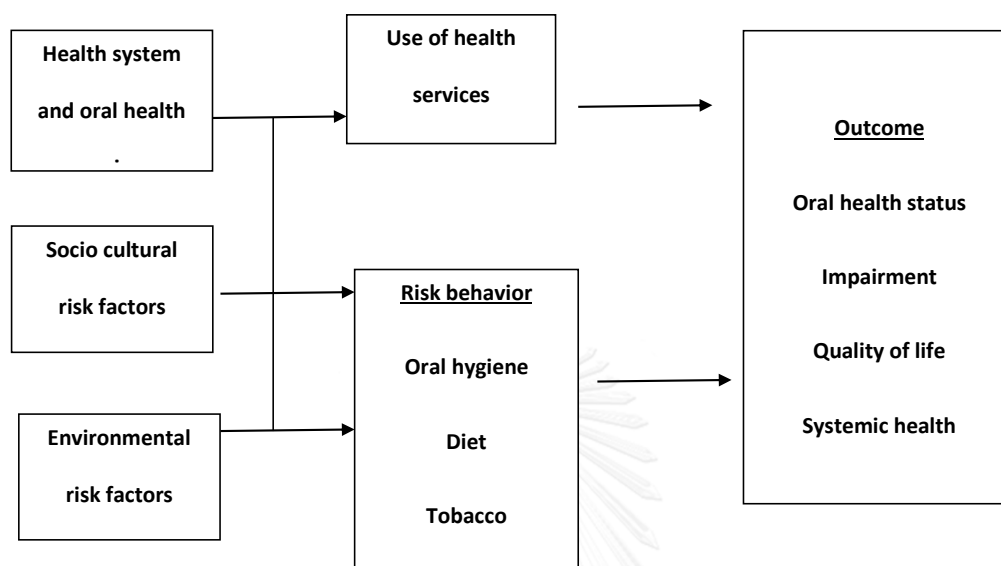 Health system
and oral health
.
Use of health
services
Socio cultural
risk factors
Environmental
risk factors
Risk behavior
Oral hygiene
Diet
Tobacco
Outcome
Oral health status
Impairment
Quality of life
Systemic health